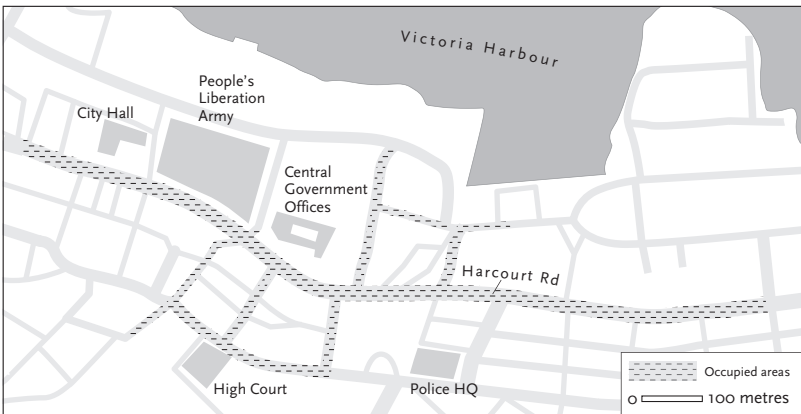 Victoria Harbour
People's
Liberation
Army
City Hall
Central
Government
Offices
Harcourt Rd
High Court
Police HQ
Occupied areas
0 100 metres